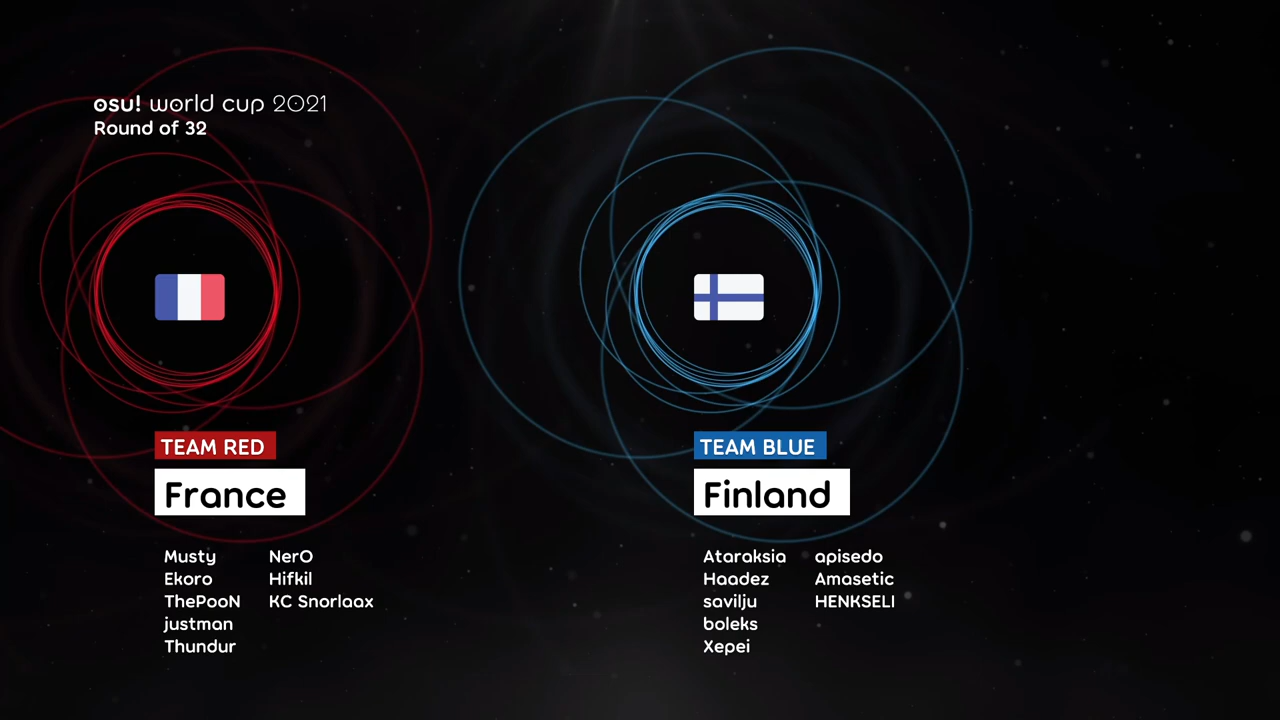 osu! world cup 2021
Round of 32
TEAM RED
France
Musty
Ekoro
ThePooN
justman
Thundur
NerO
Hifkil
KC Snorlaax
TEAM BLUE
Finland
Ataraksia
Haadez
savilju
boleks
Xepei
apisedo
Amasetic
HENKSELI